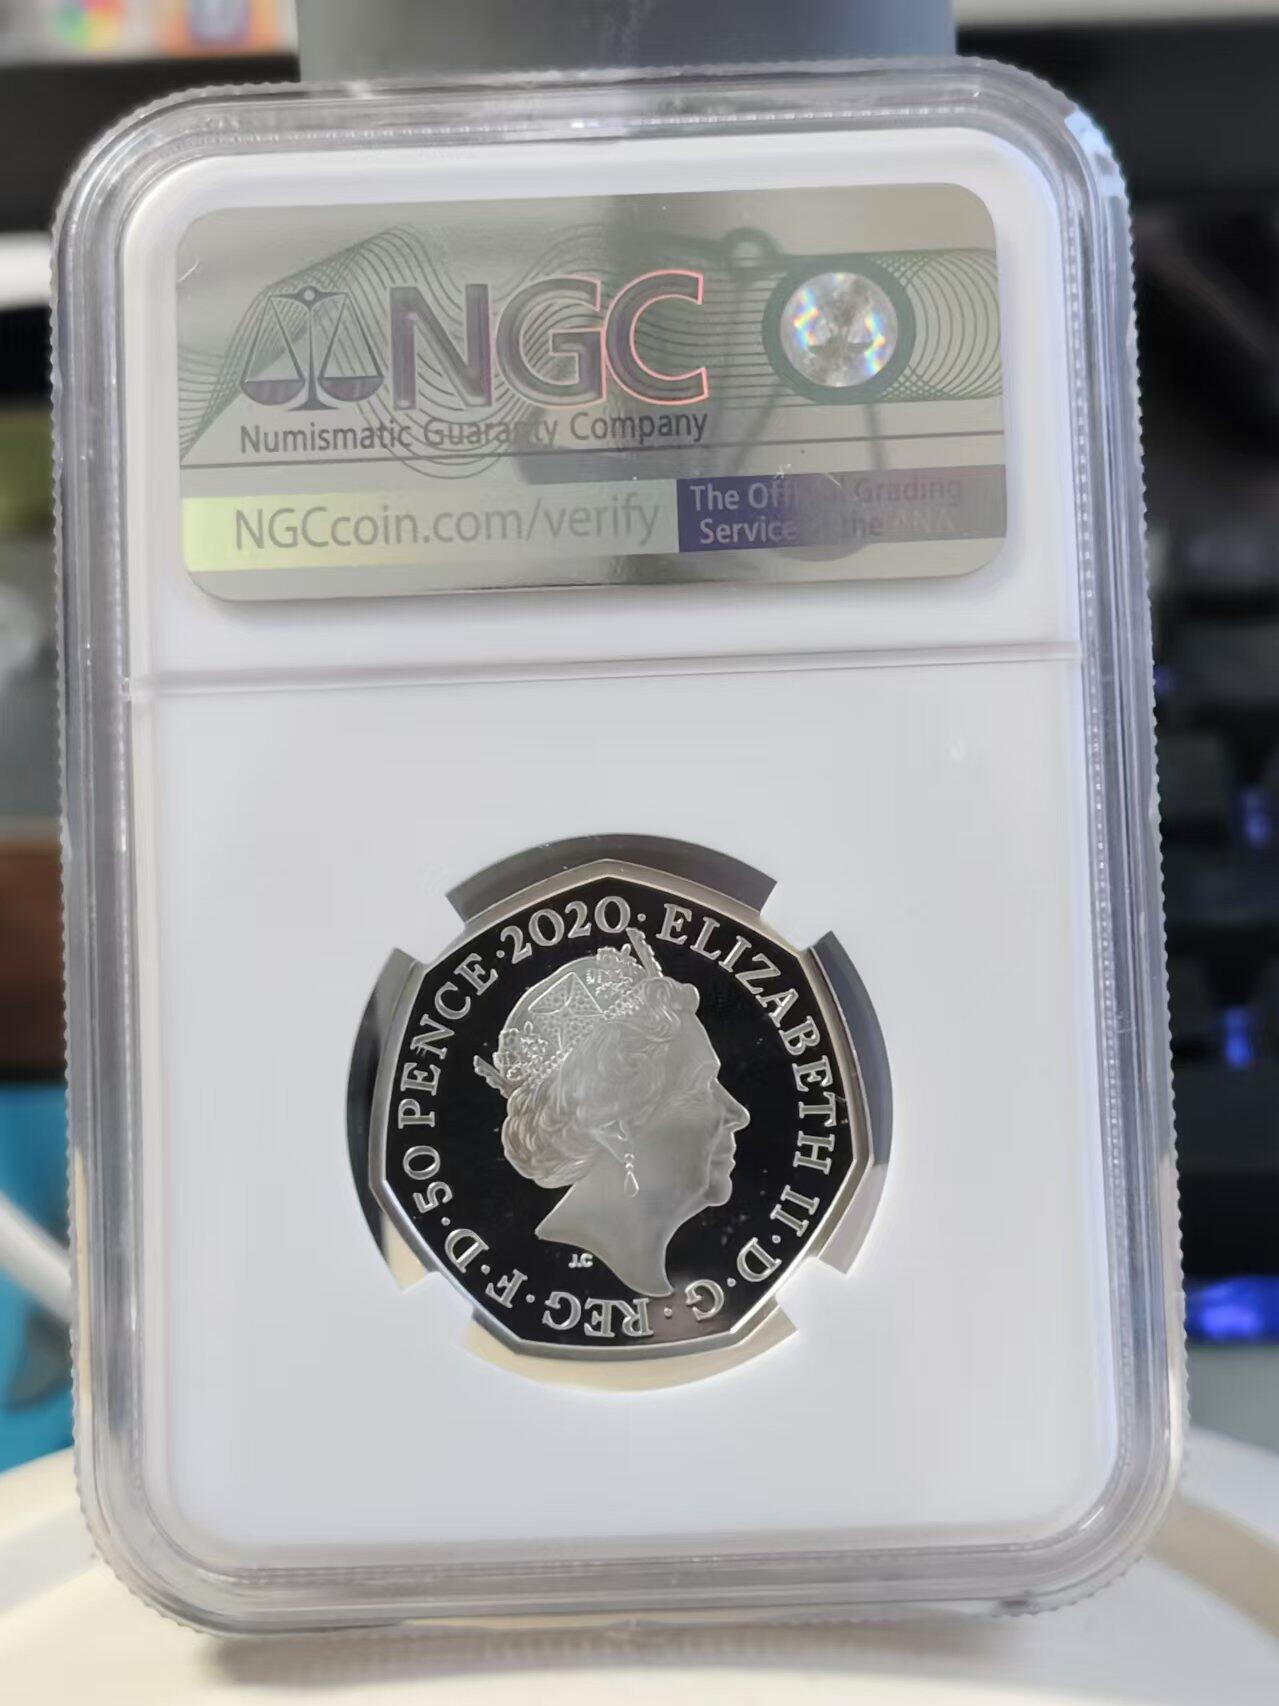 NGC
Numismatic Guaranty Company
NGCcoin.com/verify
The Official Grading
Service of the ANA
50 PENCE · 2020 · ELIZABETH II · D · G · REG · F · D ·
J.C